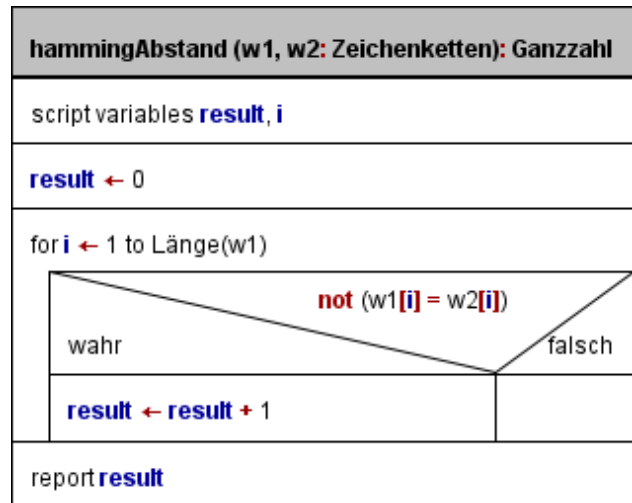 hammingAbstand (w1, w2: Zeichenketten): Ganzzahl
script variables result, i
result ← 0
for i ← 1 to Länge(w1)
not (w1[i] = w2[i])
wahr
falsch
result ← result + 1
report result